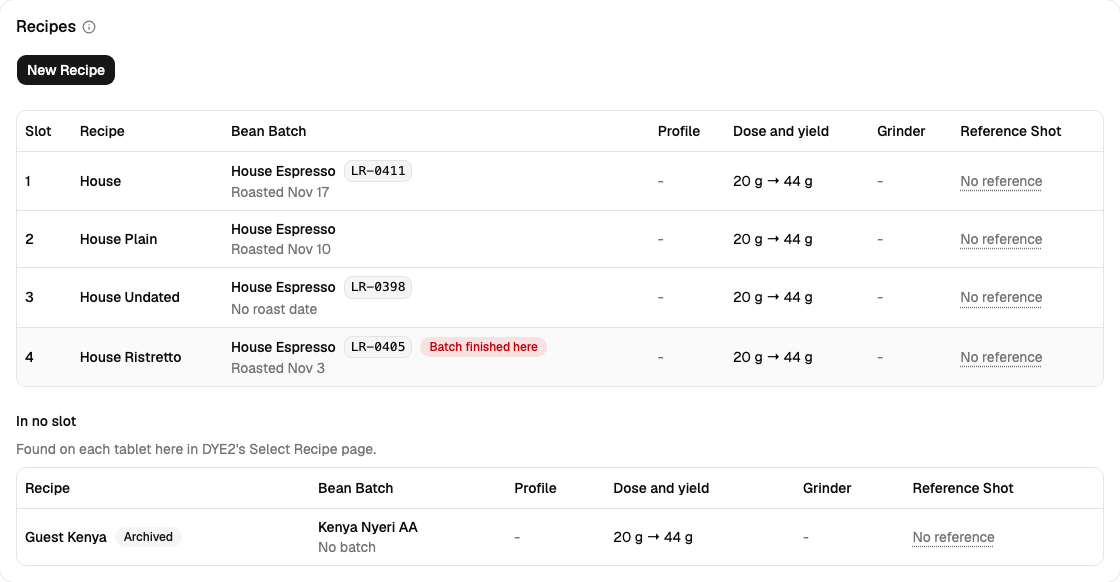 Recipes
New Recipe
Slot Recipe Bean Batch Profile Dose and yield Grinder Reference Shot
1 House House Espresso LR-0411 - 20 g → 44 g - No reference
Roasted Nov 17
2 House Plain House Espresso - 20 g → 44 g - No reference
Roasted Nov 10
3 House Undated House Espresso LR-0398 - 20 g → 44 g - No reference
No roast date
4 House Ristretto House Espresso LR-0405 Batch finished here - 20 g → 44 g - No reference
Roasted Nov 3
In no slot
Found on each tablet here in DYE2's Select Recipe page.
Recipe Bean Batch Profile Dose and yield Grinder Reference Shot
Guest Kenya Archived Kenya Nyeri AA - 20 g → 44 g - No reference
No batch